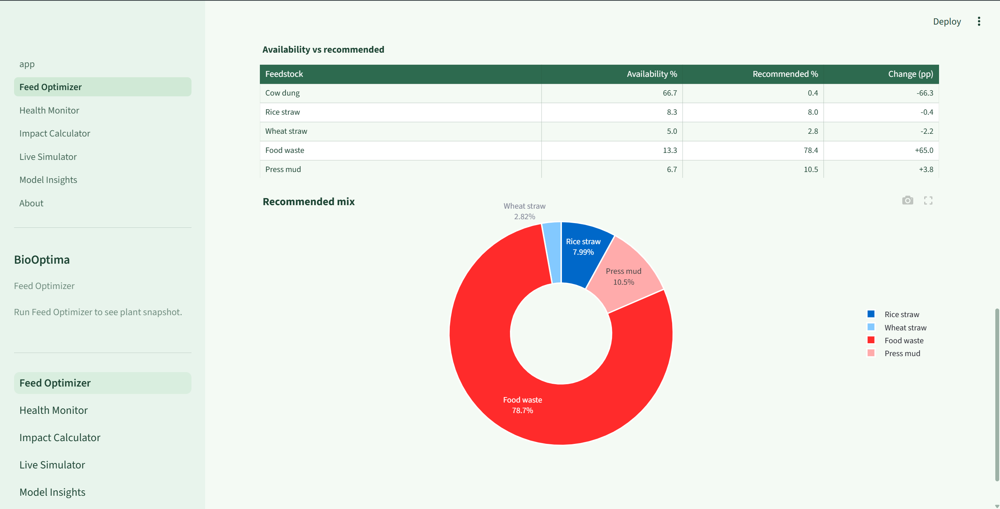 Deploy
app
Feed Optimizer
Health Monitor
Impact Calculator
Live Simulator
Model Insights
About
BioOptima
Feed Optimizer
Run Feed Optimizer to see plant snapshot.
Feed Optimizer
Health Monitor
Impact Calculator
Live Simulator
Model Insights
Availability vs recommended
Feedstock Availability % Recommended % Change (pp)
Cow dung 66.7 0.4 -66.3
Rice straw 8.3 8.0 -0.4
Wheat straw 5.0 2.8 -2.2
Food waste 13.3 78.4 +65.0
Press mud 6.7 10.5 +3.8
Recommended mix
Wheat straw
2.82%
Rice straw
7.99%
Press mud
10.5%
Food waste
78.7%
Rice straw
Wheat straw
Food waste
Press mud